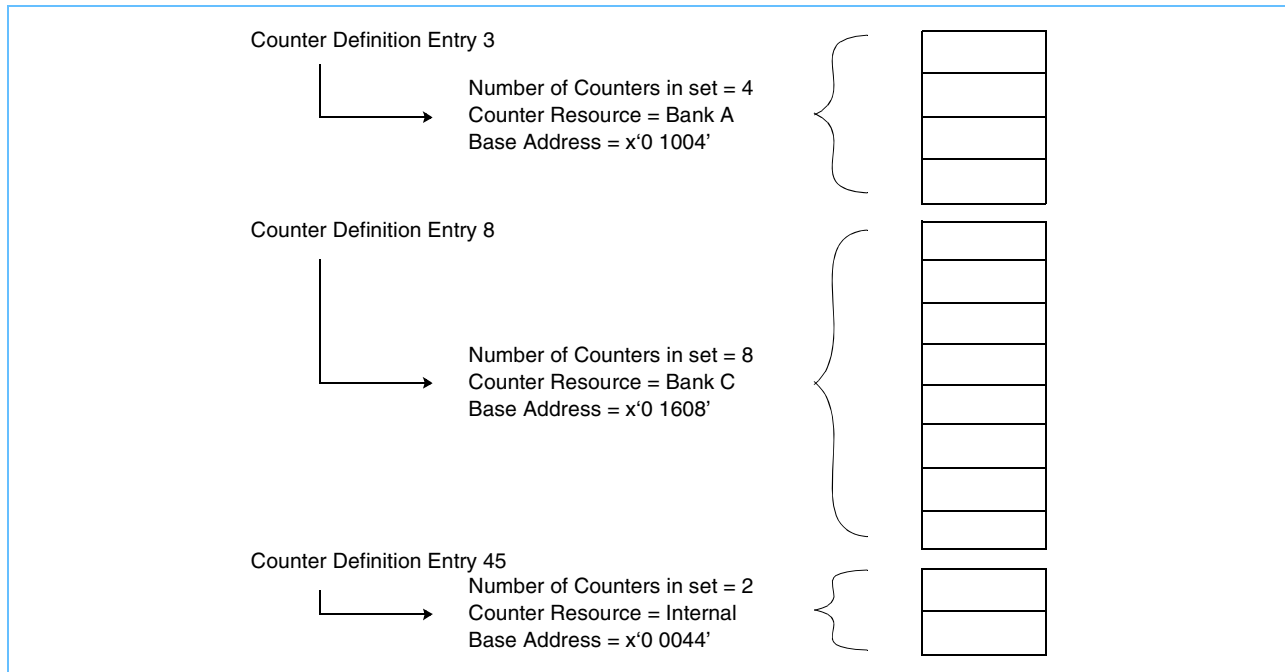 Counter Definition Entry 3
Number of Counters in set = 4
Counter Resource = Bank A
Base Address = x‘0 1004’
Counter Definition Entry 8
Number of Counters in set = 8
Counter Resource = Bank C
Base Address = x‘0 1608’
Counter Definition Entry 45
Number of Counters in set = 2
Counter Resource = Internal
Base Address = x‘0 0044’